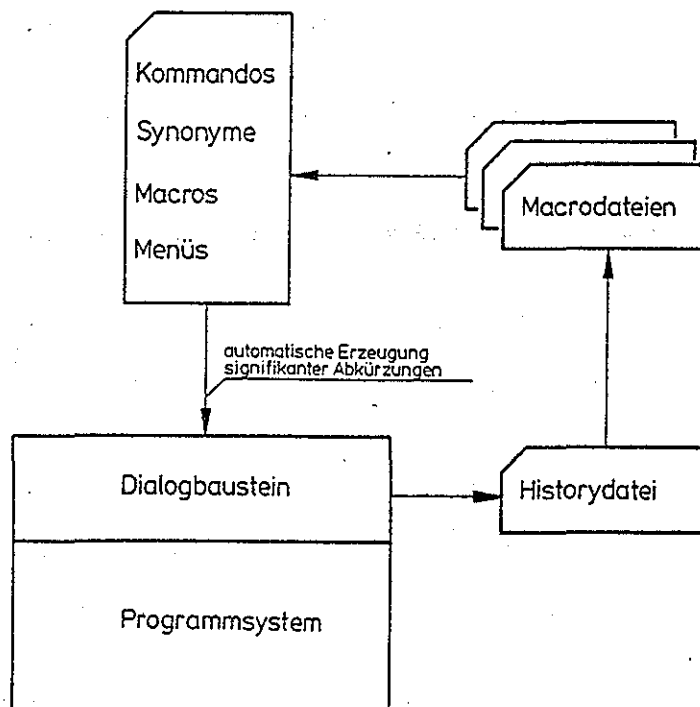 Kommandos
Synonyme
Macros
Menüs
Macrodateien
automatische Erzeugung
signifikanter Abkürzungen
Dialogbaustein
Historydatei
Programmsystem